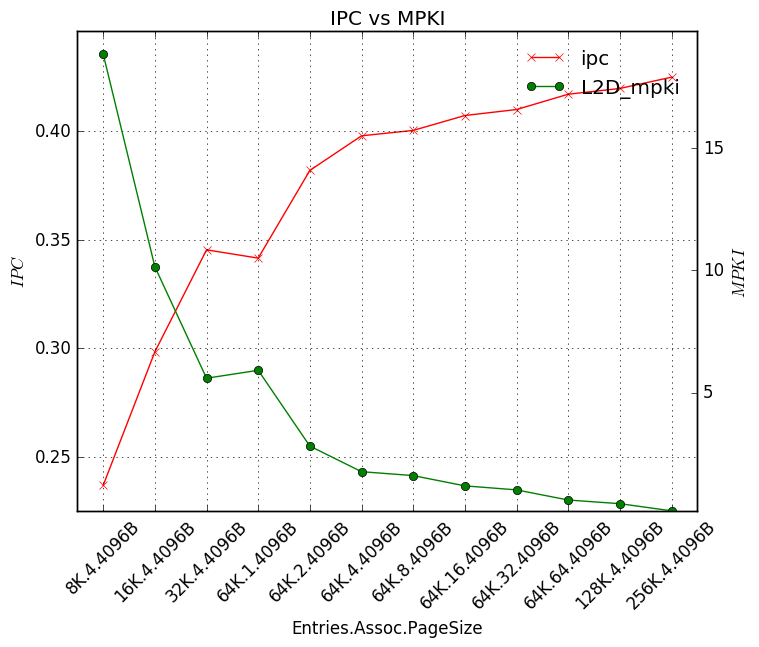 IPC vs MPKI
ipc
L2D_mpki
0.40
0.35
0.30
0.25
IPC
15
10
5
MPKI
8K.4.4096B
16K.4.4096B
32K.4.4096B
64K.1.4096B
64K.2.4096B
64K.4.4096B
64K.8.4096B
64K.16.4096B
64K.32.4096B
64K.64.4096B
128K.4.4096B
256K.4.4096B
Entries.Assoc.PageSize